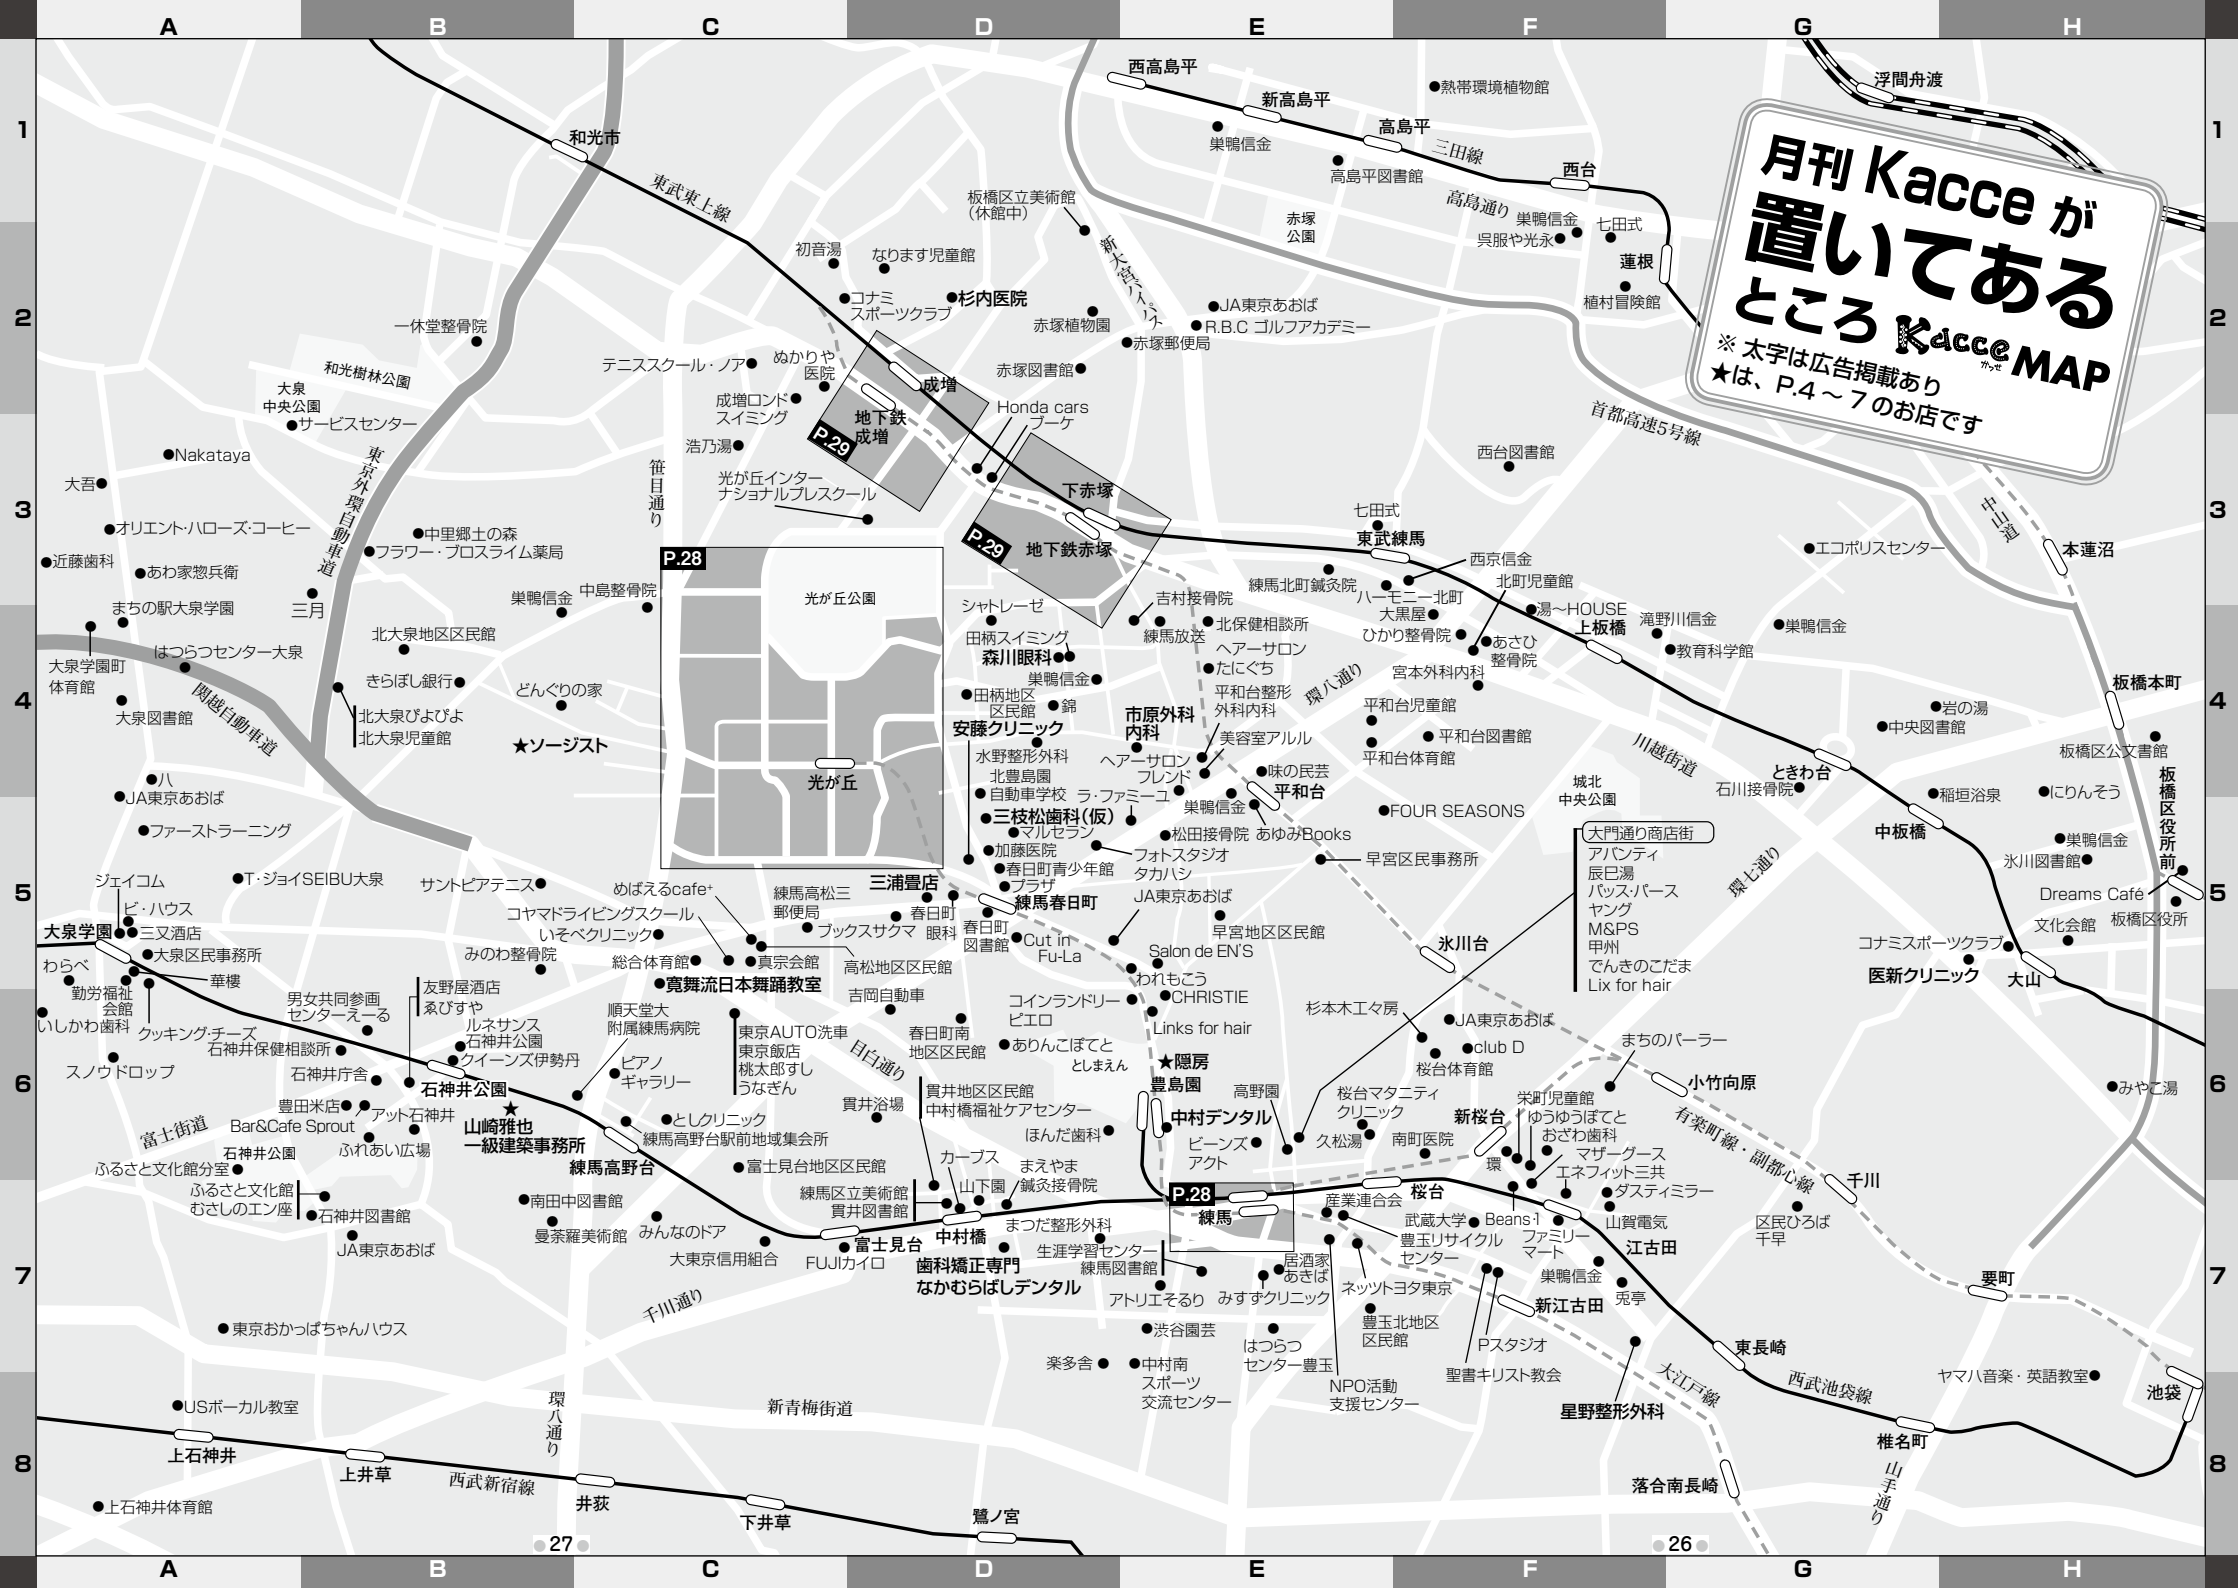 A B C D E F G H
1
2
3
4
5
6
7
8
1
2
3
4
5
6
7
8
月刊 Kacce が
置いてある
ところ Kacce MAP
かっせ
※ 太字は広告掲載あり
★は、P.4 ～ 7 のお店です
西高島平
新高島平
高島平
三田線
西台
浮間舟渡
熱帯環境植物館
巣鴨信金
高島平図書館
高島通り
巣鴨信金
七田式
呉服や光永
蓮根
植村冒険館
赤塚
公園
和光市
東武東上線
板橋区立美術館
（休館中）
新大宮バイパス
初音湯
なります児童館
コナミ
スポーツクラブ
杉内医院
赤塚植物園
JA東京あおば
R.B.C ゴルフアカデミー
赤塚郵便局
赤塚図書館
一休堂整骨院
和光樹林公園
大泉
中央公園
サービスセンター
テニススクール・ノア
ぬかりや
医院
成増ロンド
スイミング
浩乃湯
成増
地下鉄
成増
P.29
Honda cars
ブーケ
首都高速5号線
Nakataya
大吾
オリエント・ハローズ・コーヒー
近藤歯科
あわ家惣兵衛
東京外環自動車道
中里郷土の森
フラワー・ブロスライム薬局
三月
笹目通り
光が丘インター
ナショナルプレスクール
下赤塚
地下鉄赤塚
P.29
西台図書館
七田式
東武練馬
西京信金
北町児童館
エコポリスセンター
中山道
本蓮沼
まちの駅大泉学園
大泉学園町
体育館
はつらつセンター大泉
大泉図書館
関越自動車道
巣鴨信金
中島整骨院
北大泉地区区民館
きらぼし銀行
北大泉ぴよぴよ
北大泉児童館
どんぐりの家
★ソージスト
P.28
光が丘公園
光が丘
シャトレーゼ
田柄スイミング
森川眼科
巣鴨信金
田柄地区
区民館
錦
安藤クリニック
水野整形外科
北豊島園
自動車学校
三枝松歯科（仮）
マルセラン
加藤医院
春日町青少年館
プラザ
練馬春日町
吉村接骨院
練馬放送
北保健相談所
ヘアーサロン
たにぐち
平和台整形
外科内科
市原外科
内科
美容室アルル
ヘアーサロン
フレンド
ラ・ファミーユ
味の民芸
平和台
巣鴨信金
松田接骨院
あゆみBooks
フォトスタジオ
タカハシ
練馬北町鍼灸院
ハーモニー北町
大黒屋
ひかり整骨院
あさひ
整骨院
宮本外科内科
環八通り
平和台児童館
平和台図書館
平和台体育館
FOUR SEASONS
早宮区民事務所
湯～HOUSE
上板橋
滝野川信金
教育科学館
巣鴨信金
川越街道
城北
中央公園
ときわ台
石川接骨院
中央図書館
岩の湯
板橋本町
板橋区公文書館
板橋区役所前
稲垣浴泉
にりんそう
中板橋
巣鴨信金
氷川図書館
Dreams Café
文化会館
板橋区役所
コナミスポーツクラブ
医新クリニック
大山
みやこ湯
環七通り
大門通り商店街
アバンティ
辰巳湯
パッス・パース
ヤング
M&PS
甲州
でんきのこだま
Lix for hair
八
JA東京あおば
ファーストラーニング
T・ジョイSEIBU大泉
ジェイコム
ビ・ハウス
大泉学園
三又酒店
大泉区民事務所
わらべ
華樓
勤労福祉
会館
いしかわ歯科
クッキング・チーズ
スノウドロップ
サントピアテニス
めばえるcafe⁺
コヤマドライビングスクール
いそべクリニック
みのわ整骨院
総合体育館
真宗会館
寛舞流日本舞踊教室
練馬高松三
郵便局
三浦畳店
ブックスサクマ
春日町
眼科
春日町
図書館
高松地区区民館
Cut in
Fu-La
JA東京あおば
早宮地区区民館
Salon de EN'S
われもこう
CHRISTIE
コインランドリー
ピエロ
Links for hair
吉岡自動車
春日町南
地区区民館
ありんこぽてと
としまえん
氷川台
杉本木工々房
JA東京あおば
club D
桜台体育館
まちのパーラー
小竹向原
有楽町線・副都心線
千川
友野屋酒店
ゑびすや
男女共同参画
センターえーる
ルネサンス
石神井公園
石神井保健相談所
クイーンズ伊勢丹
石神井庁舎
石神井公園
豊田米店
アット石神井
Bar&Cafe Sprout
ふれあい広場
★
山崎雅也
一級建築事務所
富士街道
石神井公園
ふるさと文化館分室
ふるさと文化館
むさしのエン座
石神井図書館
JA東京あおば
順天堂大
附属練馬病院
ピアノ
ギャラリー
東京AUTO洗車
東京飯店
桃太郎すし
うなぎん
目白通り
としクリニック
練馬高野台駅前地域集会所
練馬高野台
富士見台地区区民館
南田中図書館
曼荼羅美術館
みんなのドア
大東京信用組合
貫井浴場
貫井地区区民館
中村橋福祉ケアセンター
ほんだ歯科
カーブス
まえやま
鍼灸接骨院
山下園
練馬区立美術館
貫井図書館
中村橋
富士見台
FUJIカイロ
まつだ整形外科
歯科矯正専門
なかむらばしデンタル
★隠房
豊島園
中村デンタル
高野園
ビーンズ
アクト
久松湯
桜台マタニティ
クリニック
南町医院
新桜台
栄町児童館
ゆうゆうぽてと
おざわ歯科
環
マザーグース
エネフィット三共
ダスティミラー
山賀電気
P.28
練馬
産業連合会
桜台
武蔵大学
Beans·1
ファミリー
マート
江古田
豊玉リサイクル
センター
区民ひろば
千早
生涯学習センター
練馬図書館
居酒家
あきば
アトリエそるり
みすずクリニック
ネッツトヨタ東京
巣鴨信金
兎亭
新江古田
要町
千川通り
東京おかっぱちゃんハウス
渋谷園芸
はつらつ
センター豊玉
豊玉北地区
区民館
Pスタジオ
聖書キリスト教会
楽多舎
中村南
スポーツ
交流センター
NPO活動
支援センター
星野整形外科
大江戸線
東長崎
西武池袋線
ヤマハ音楽・英語教室
池袋
椎名町
USボーカル教室
上石神井
上井草
西武新宿線
環八通り
新青梅街道
井荻
下井草
鷺ノ宮
上石神井体育館
落合南長崎
山手通り
27
26
A B C D E F G H